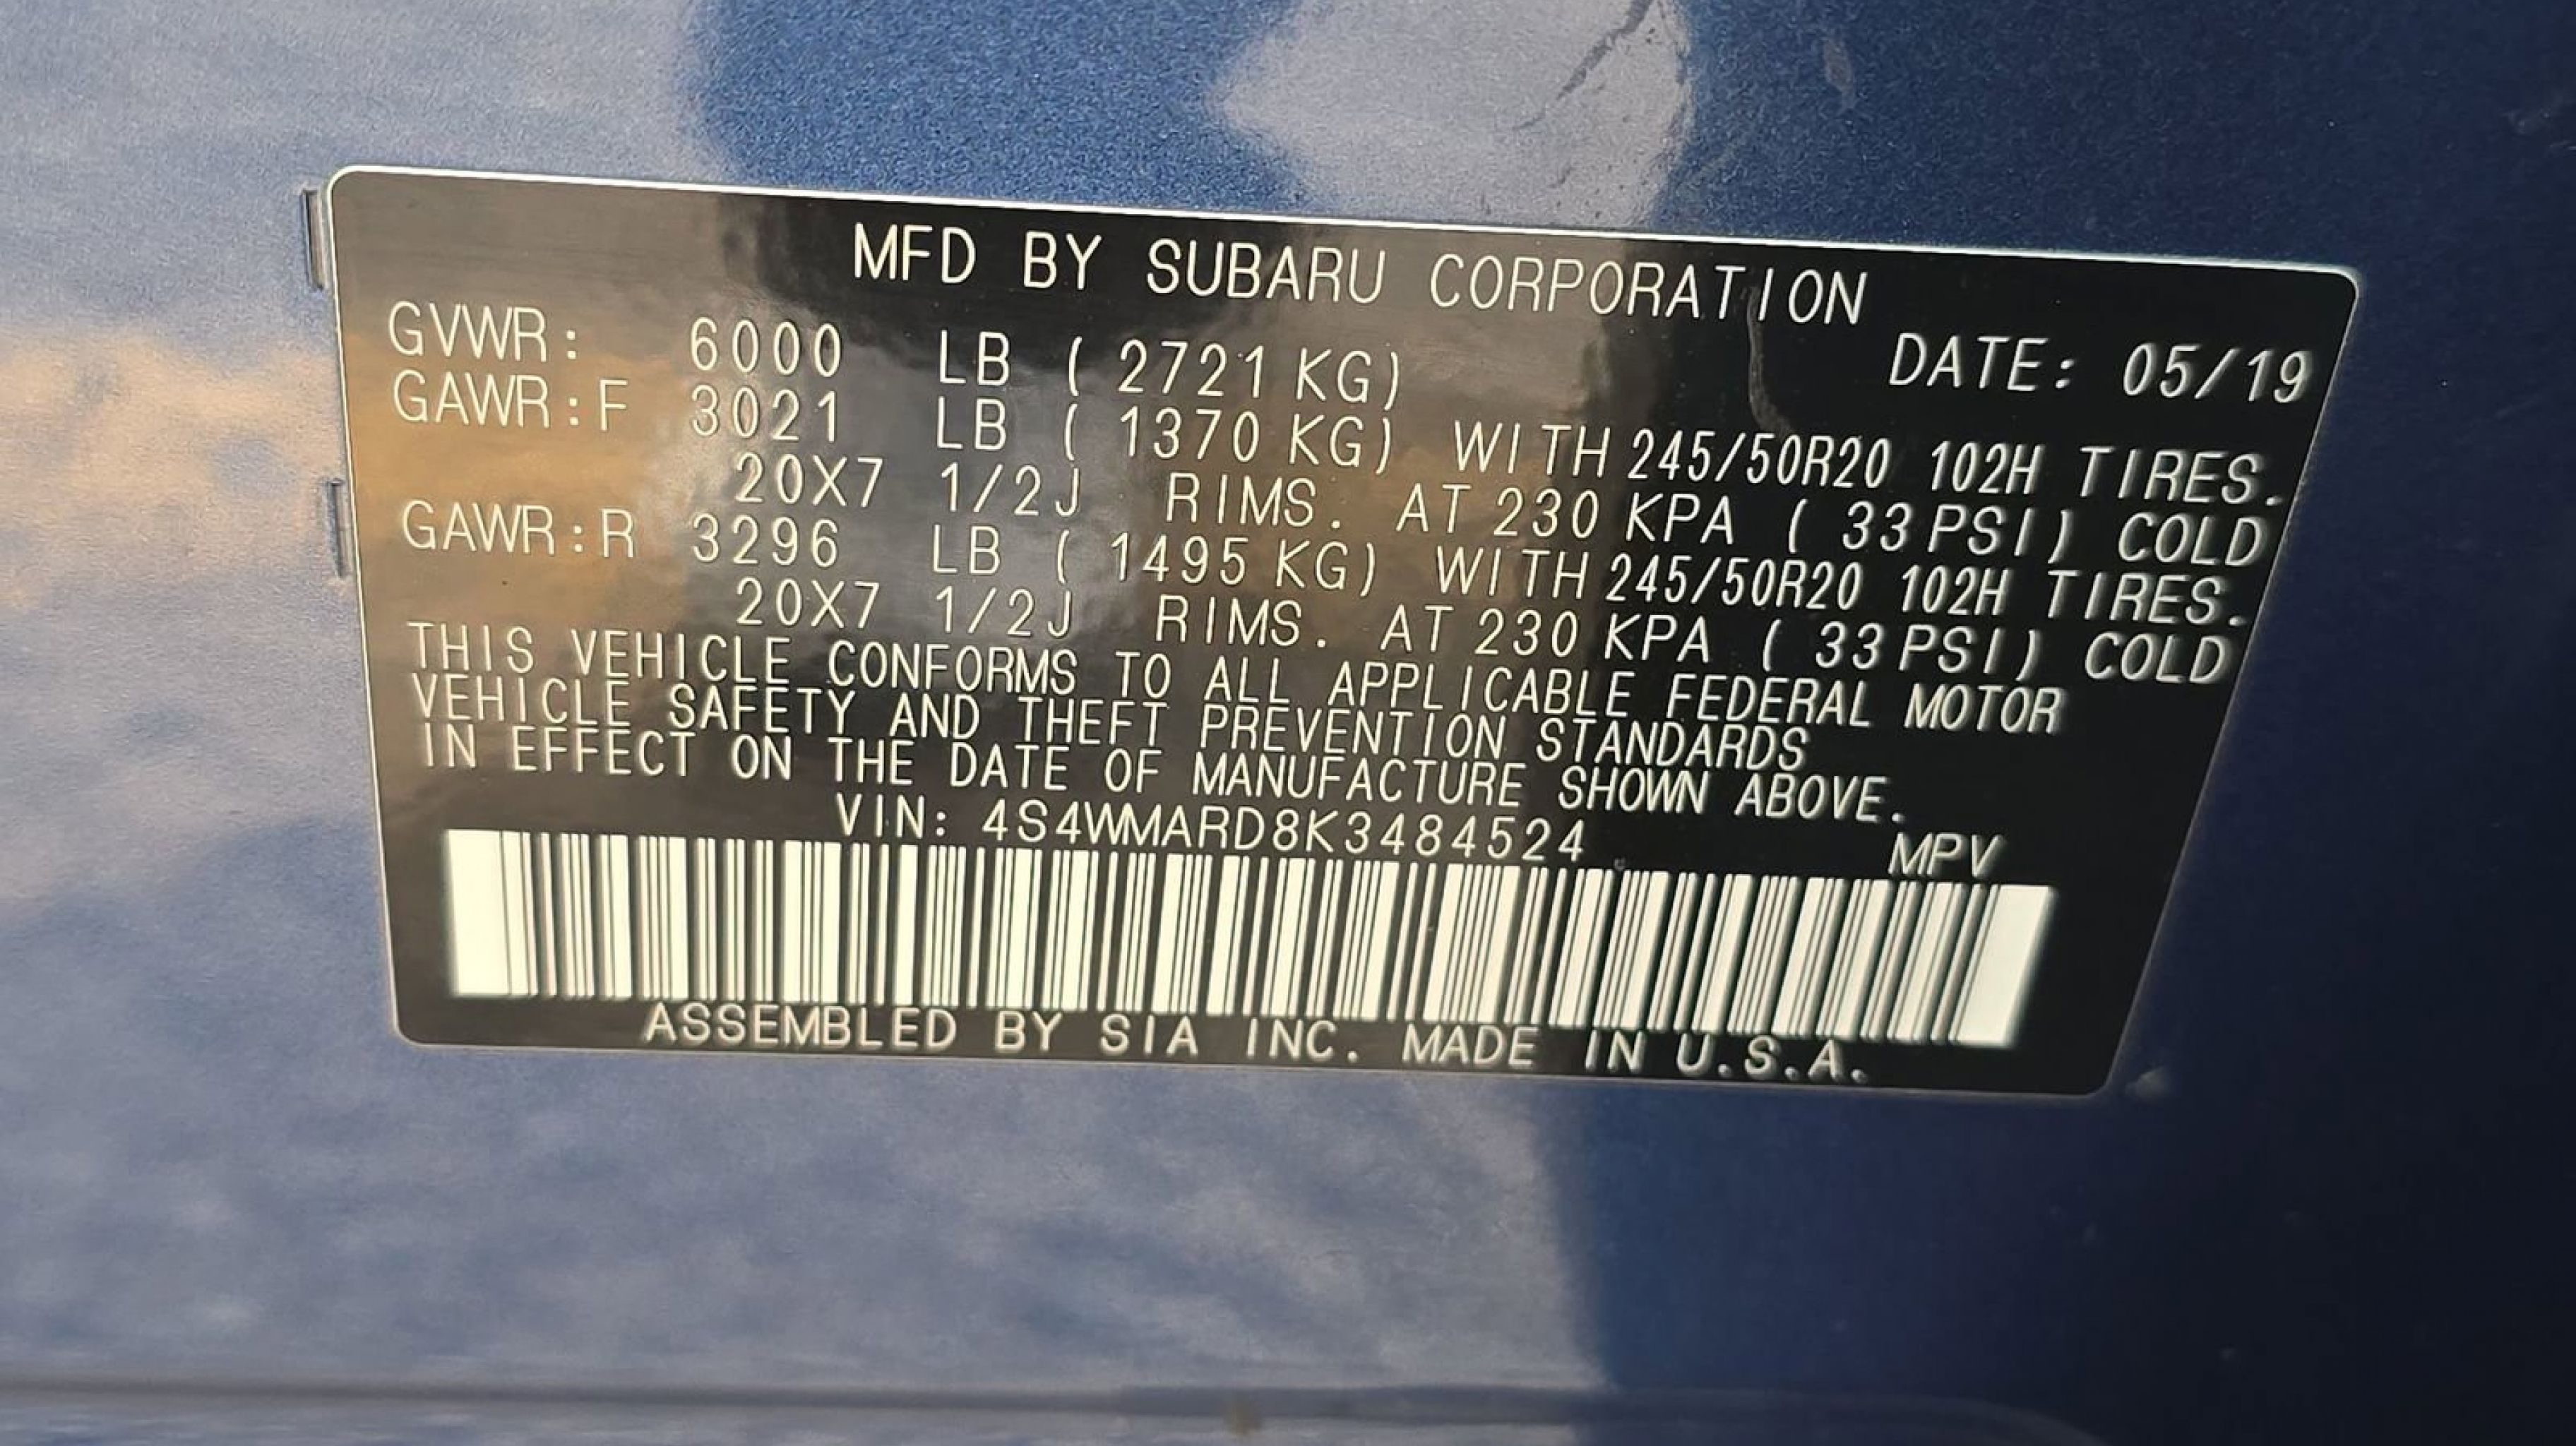 MFD BY SUBARU CORPORATION
GVWR: 6000 LB ( 2721 KG) DATE: 05/19
GAWR:F 3021 LB ( 1370 KG) WITH 245/50R20 102H TIRES.
20X7 1/2J RIMS. AT 230 KPA ( 33 PSI) COLD
GAWR:R 3296 LB ( 1495 KG) WITH 245/50R20 102H TIRES.
20X7 1/2J RIMS. AT 230 KPA ( 33 PSI) COLD
THIS VEHICLE CONFORMS TO ALL APPLICABLE FEDERAL MOTOR
VEHICLE SAFETY AND THEFT PREVENTION STANDARDS
IN EFFECT ON THE DATE OF MANUFACTURE SHOWN ABOVE.
VIN: 4S4WMARD8K3484524 MPV
ASSEMBLED BY SIA INC. MADE IN U.S.A.